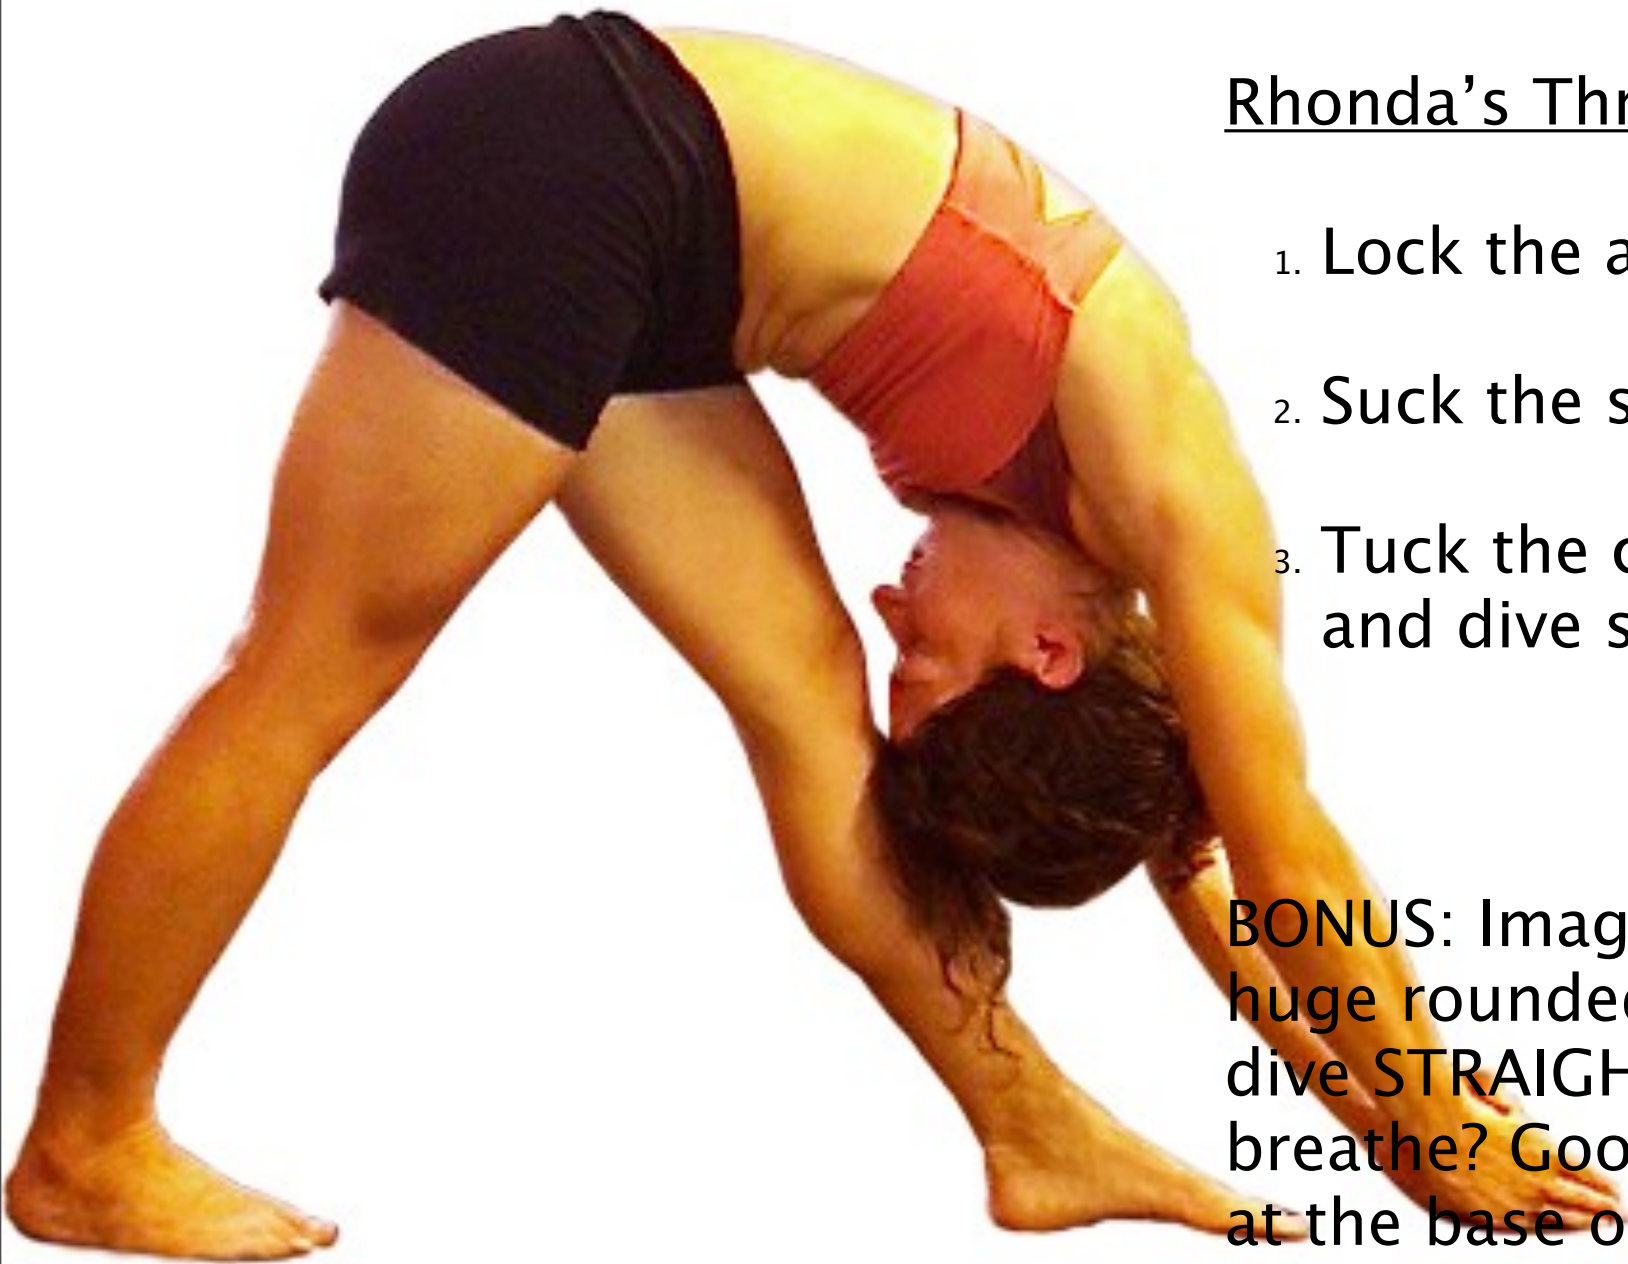 Rhonda’s Thr
1. Lock the a
2. Suck the s
3. Tuck the c
and dive s
BONUS: Imag
huge rounded
dive STRAIGH
breathe? Goo
at the base o